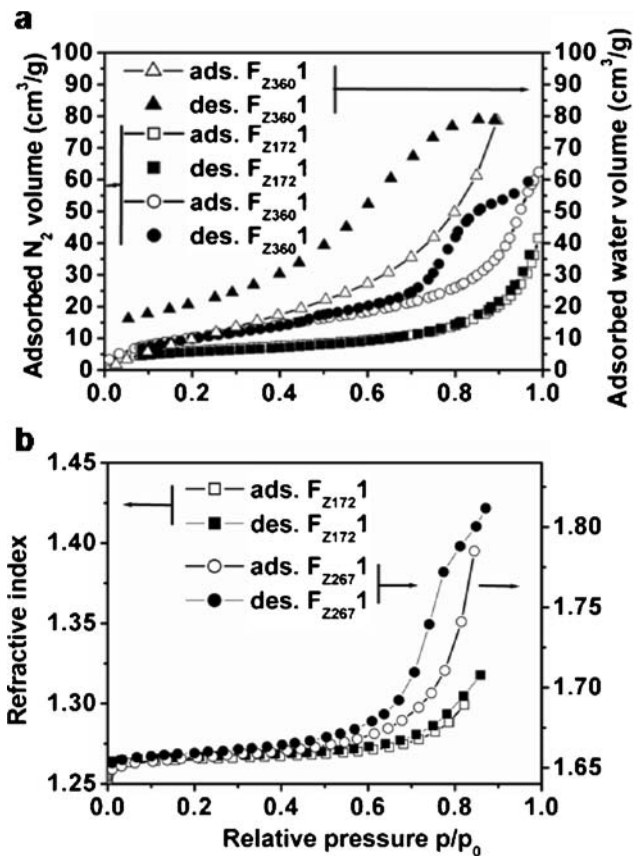 a
Adsorbed N2 volume (cm3/g)
100
90
80
70
60
50
40
30
20
10
0
ads. FZ3601
des. FZ3601
ads. FZ1721
des. FZ1721
ads. FZ3601
des. FZ3601
100
90
80
70
60
50
40
30
20
10
0
Adsorbed water volume (cm3/g)
0.0 0.2 0.4 0.6 0.8 1.0
b
Refractive index
1.45
1.40
1.35
1.30
1.25
ads. FZ1721
des. FZ1721
ads. FZ2671
des. FZ2671
1.80
1.75
1.70
1.65
0.0 0.2 0.4 0.6 0.8 1.0
Relative pressure p/p0